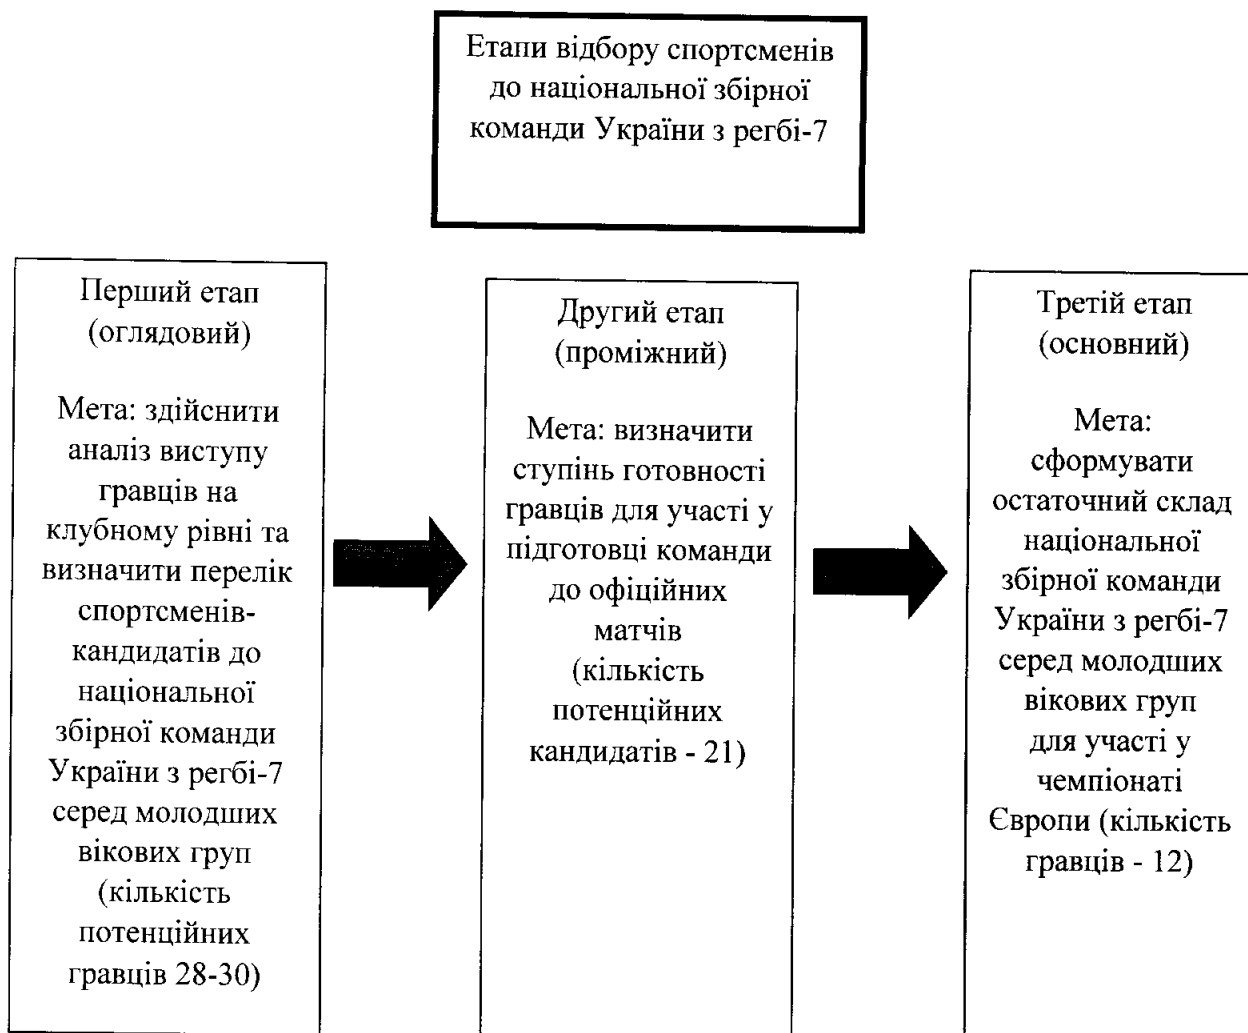 Етапи відбору спортсменів
до національної збірної
команди України з регбі-7
Перший етап
(оглядовий)
Мета: здійснити
аналіз виступу
гравців на
клубному рівні та
визначити перелік
спортсменів-
кандидатів до
національної
збірної команди
України з регбі-7
серед молодших
вікових груп
(кількість
потенційних
гравців 28-30)
Другий етап
(проміжний)
Мета: визначити
ступінь готовності
гравців для участі у
підготовці команди
до офіційних
матчів
(кількість
потенційних
кандидатів - 21)
Третій етап
(основний)
Мета:
сформувати
остаточний склад
національної
збірної команди
України з регбі-7
серед молодших
вікових груп
для участі у
чемпіонаті
Європи (кількість
гравців - 12)